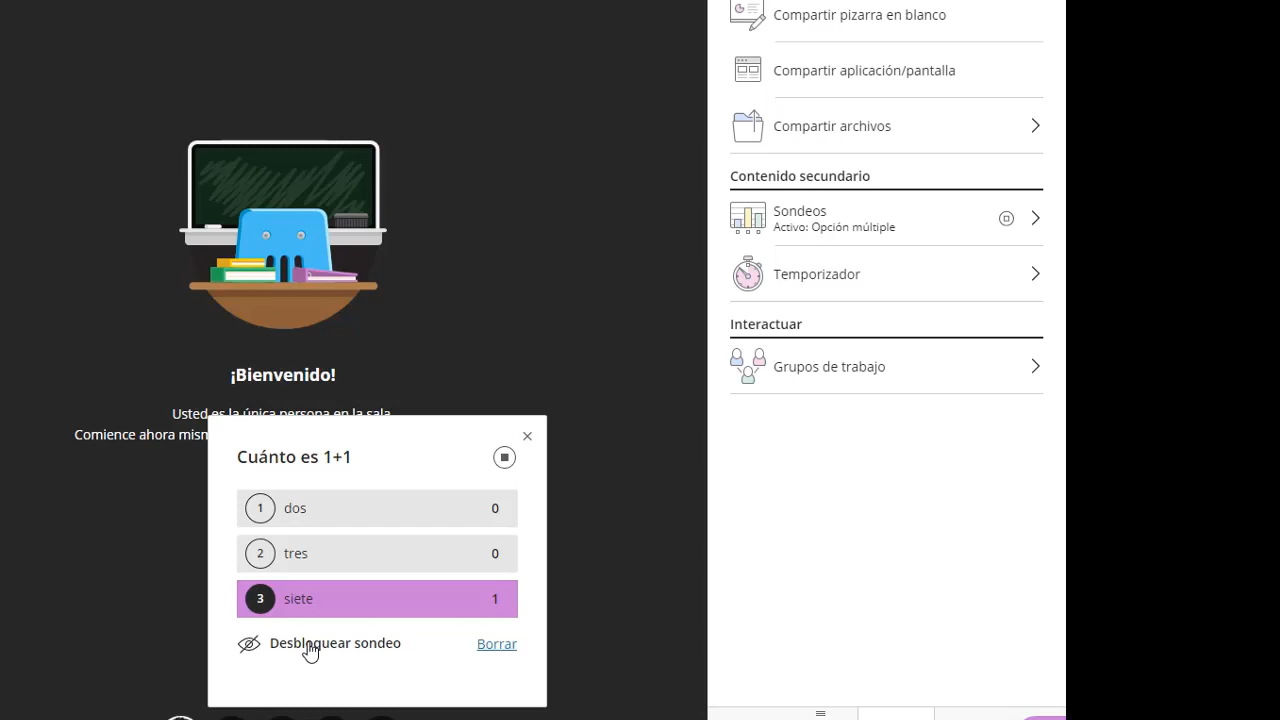 ¡Bienvenido!
Usted es la única persona en la sala
Comience ahora mism
Cuánto es 1+1
1 dos 0
2 tres 0
3 siete 1
Desbloquear sondeo Borrar
Compartir pizarra en blanco
Compartir aplicación/pantalla
Compartir archivos
Contenido secundario
Sondeos
Activo: Opción múltiple
Temporizador
Interactuar
Grupos de trabajo